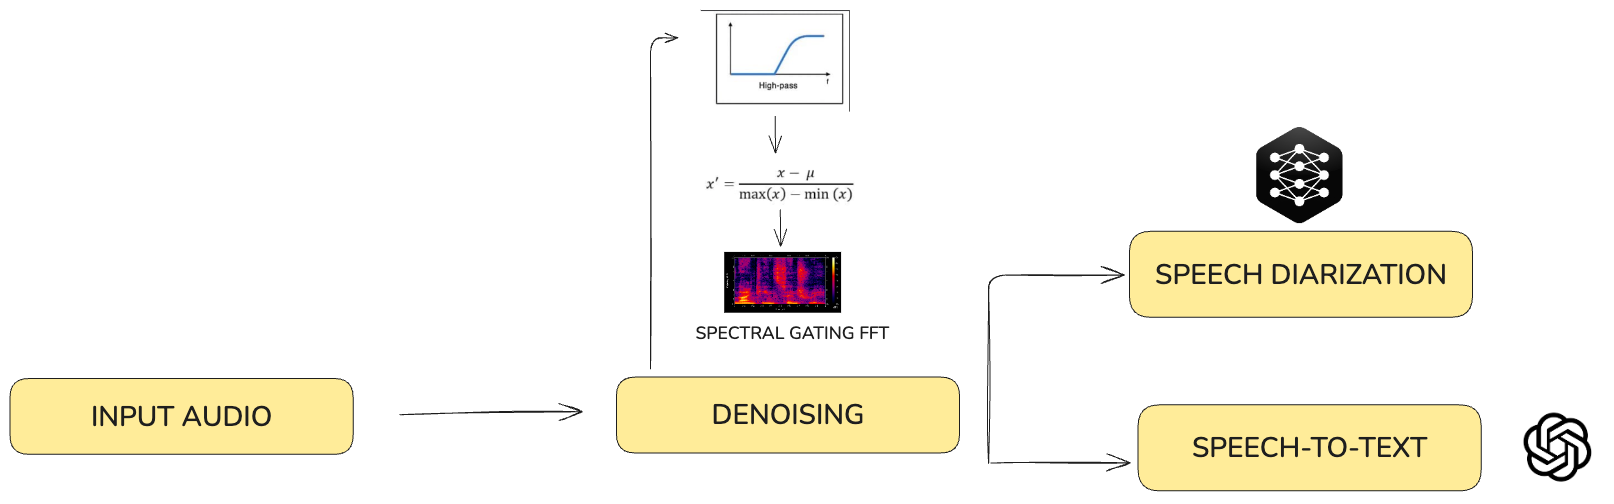 f
High-pass
x′ = x − μ / max(x) − min (x)
SPECTRAL GATING FFT
INPUT AUDIO
DENOISING
SPEECH DIARIZATION
SPEECH-TO-TEXT